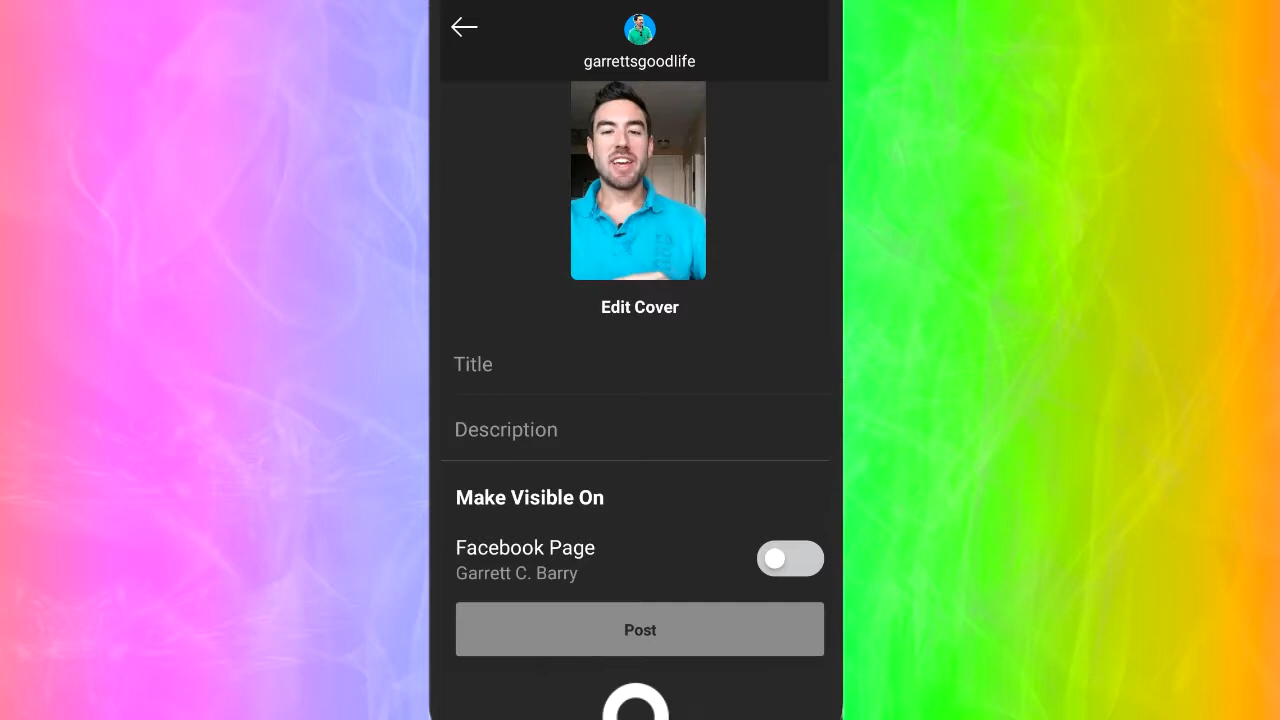 garrettsgoodlife
Edit Cover
Title
Description
Make Visible On
Facebook Page
Garrett C. Barry
Post